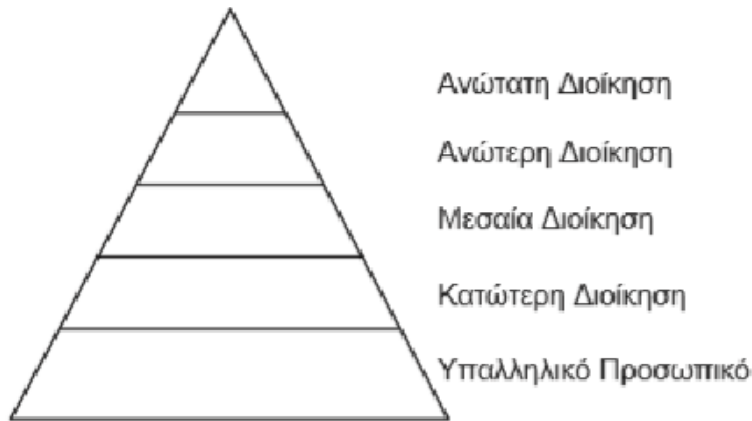 Ανώτατη Διοίκηση
Ανώτερη Διοίκηση
Μεσαία Διοίκηση
Κατώτερη Διοίκηση
Υπαλληλικό Προσωπικό